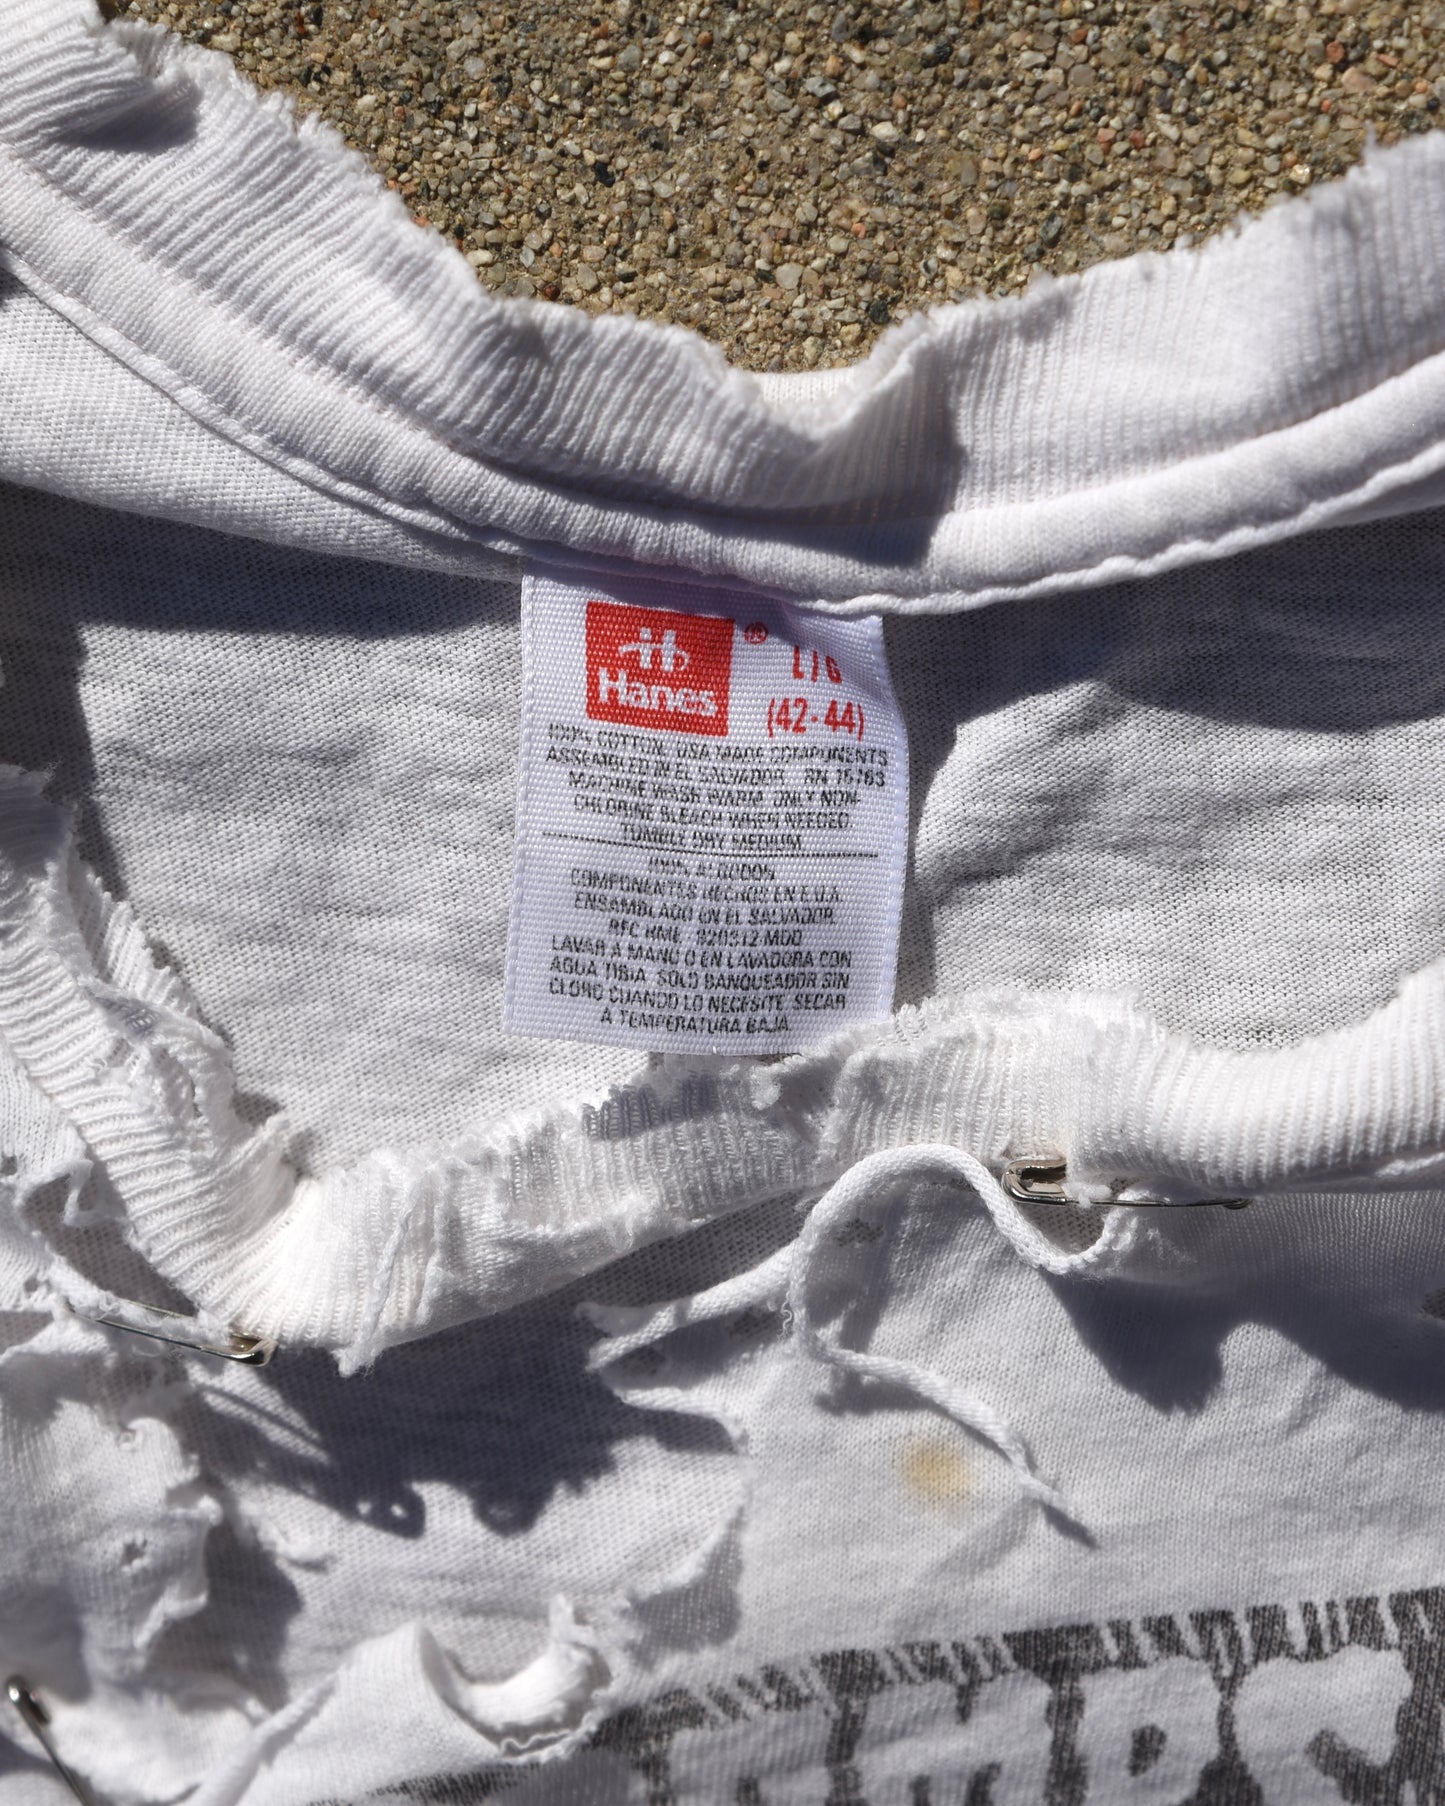 Hanes ®
L/G
(42-44)
100% COTTON, USA MADE COMPONENTS
ASSEMBLED IN EL SALVADOR RN 15763
MACHINE WASH WARM. ONLY NON-
CHLORINE BLEACH WHEN NEEDED.
TUMBLE DRY MEDIUM
100% ALGODON
COMPONENTES HECHOS EN E.U.A.
ENSAMBLADO EN EL SALVADOR.
RFC HME 920312-MD0
LAVAR A MANO O EN LAVADORA CON
AGUA TIBIA. SOLO BANQUEADOR SIN
CLORO CUANDO LO NECESITE. SECAR
A TEMPERATURA BAJA.